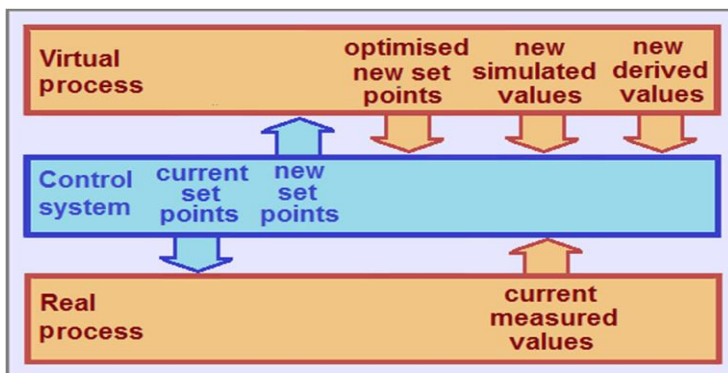 Virtual
process
optimised
new set
points
new
simulated
values
new
derived
values
Control
system
current
set
points
new
set
points
Real
process
current
measured
values